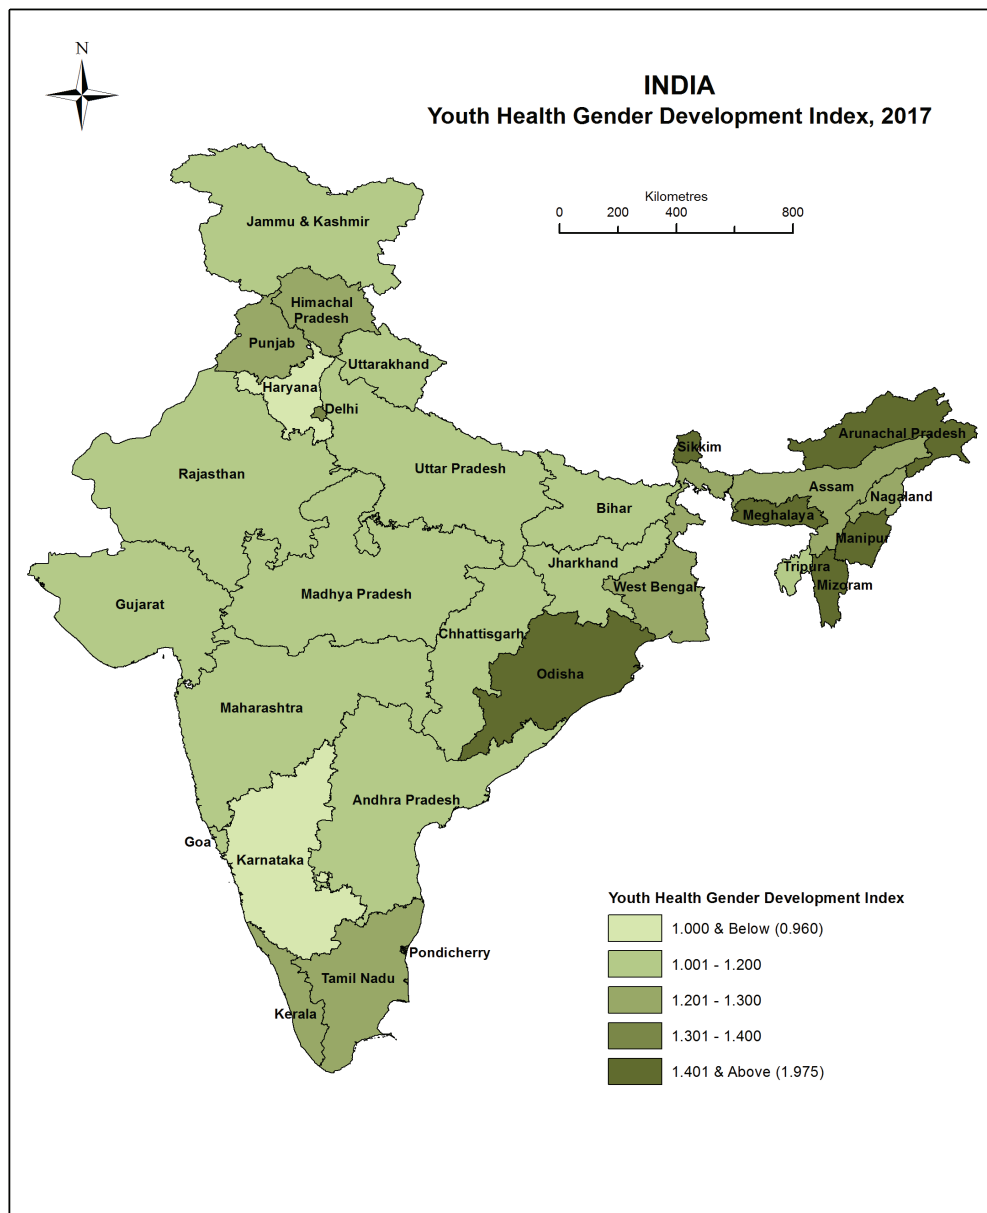 N
INDIA
Youth Health Gender Development Index, 2017
Kilometres
0 200 400 800
Jammu & Kashmir
Himachal
Pradesh
Punjab
Uttarakhand
Haryana
Delhi
Arunachal Pradesh
Sikkim
Rajasthan
Uttar Pradesh
Assam
Nagaland
Bihar
Meghalaya
Manipur
Jharkhand
Tripura
West Bengal
Mizoram
Madhya Pradesh
Gujarat
Chhattisgarh
Odisha
Maharashtra
Andhra Pradesh
Goa
Karnataka
Youth Health Gender Development Index
1.000 & Below (0.960)
Pondicherry
1.001 - 1.200
Tamil Nadu
1.201 - 1.300
Kerala
1.301 - 1.400
1.401 & Above (1.975)